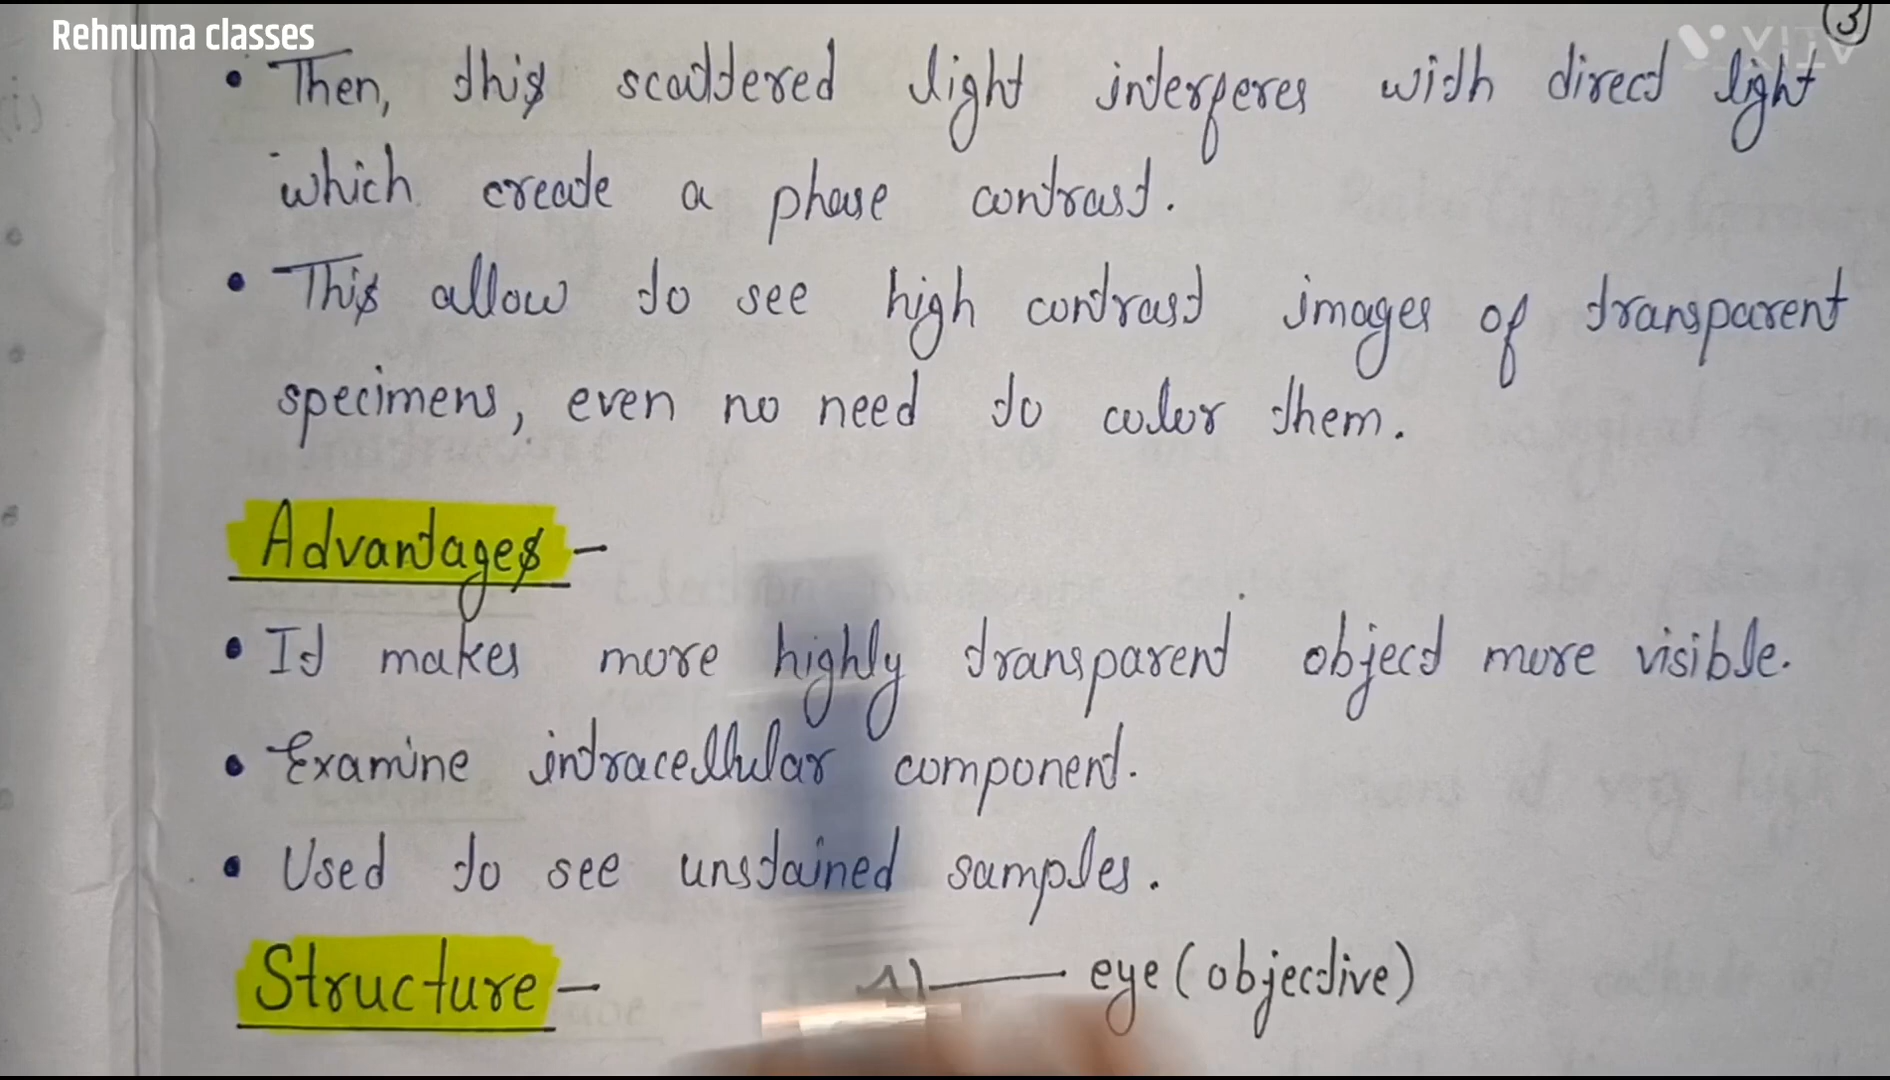 Rehnuma classes
3
VITA
• Then, this scattered light interferes with direct light
which create a phase contrast.
• This allow to see high contrast images of transparent
specimens, even no need to color them.
Advantages -
• It makes more highly transparent object more visible.
• Examine intracellular component.
• Used to see unstained samples.
Structure -
eye (objective)